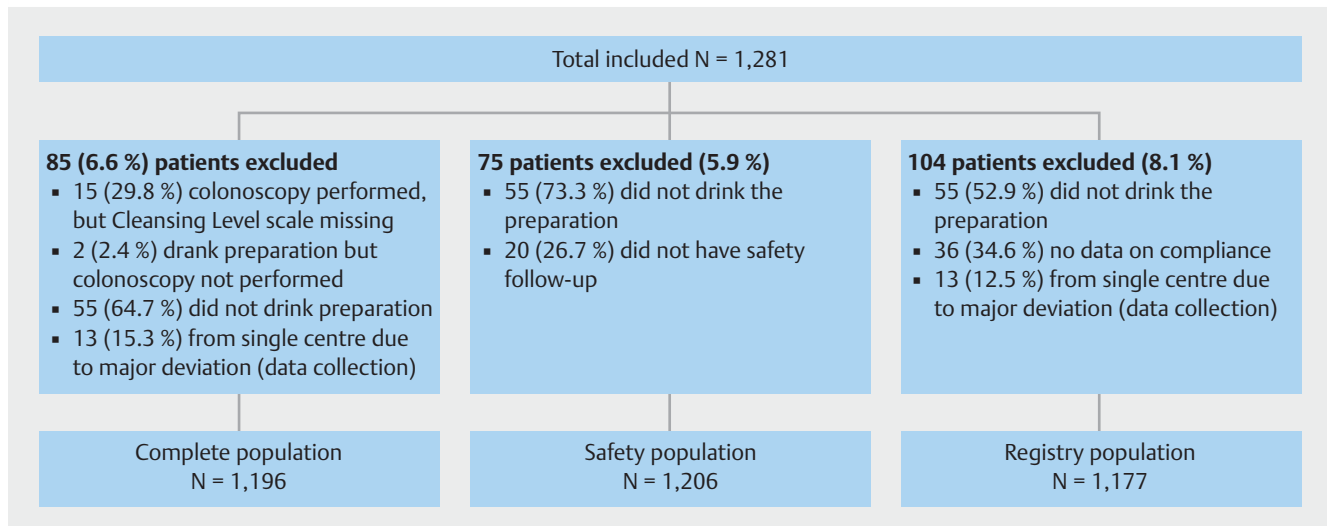 Total included N = 1,281
85 (6.6 %) patients excluded
▪ 15 (29.8 %) colonoscopy performed,
but Cleansing Level scale missing
▪ 2 (2.4 %) drank preparation but
colonoscopy not performed
▪ 55 (64.7 %) did not drink preparation
▪ 13 (15.3 %) from single centre due
to major deviation (data collection)
75 patients excluded (5.9 %)
▪ 55 (73.3 %) did not drink the
preparation
▪ 20 (26.7 %) did not have safety
follow-up
104 patients excluded (8.1 %)
▪ 55 (52.9 %) did not drink the
preparation
▪ 36 (34.6 %) no data on compliance
▪ 13 (12.5 %) from single centre due
to major deviation (data collection)
Complete population
N = 1,196
Safety population
N = 1,206
Registry population
N = 1,177